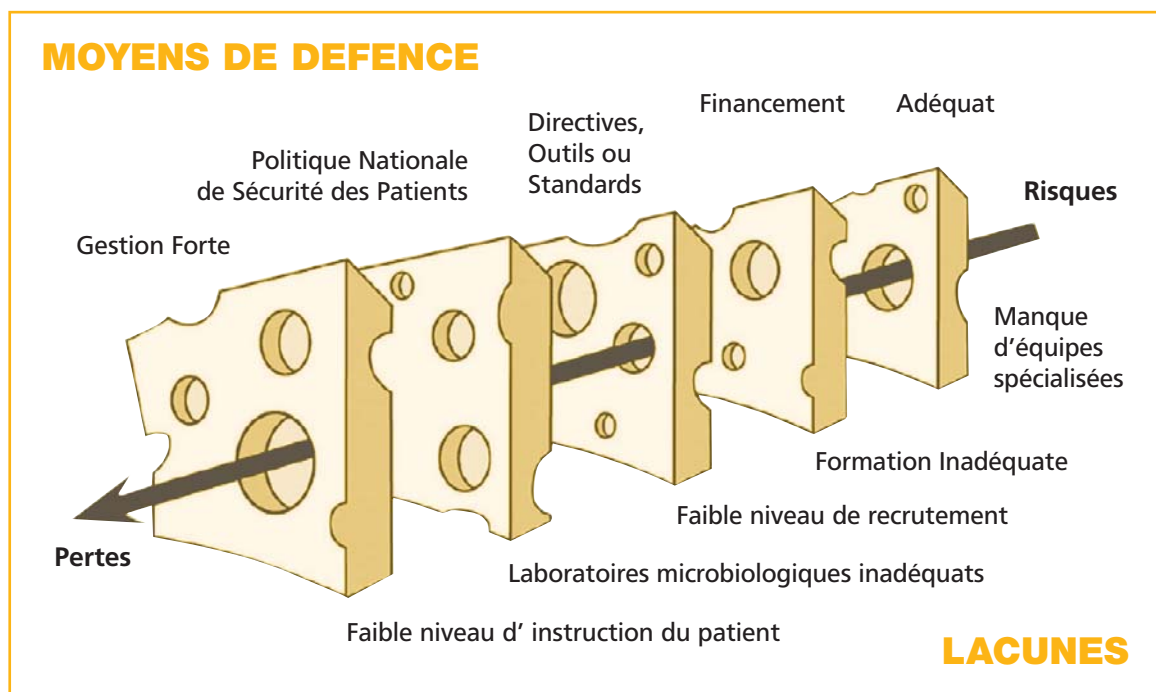 MOYENS DE DEFENCE
Financement
Adéquat
Directives,
Outils ou
Standards
Politique Nationale
de Sécurité des Patients
Gestion Forte
Risques
Manque
d'équipes
spécialisées
Formation Inadéquate
Faible niveau de recrutement
Laboratoires microbiologiques inadéquats
Faible niveau d' instruction du patient
Pertes
LACUNES